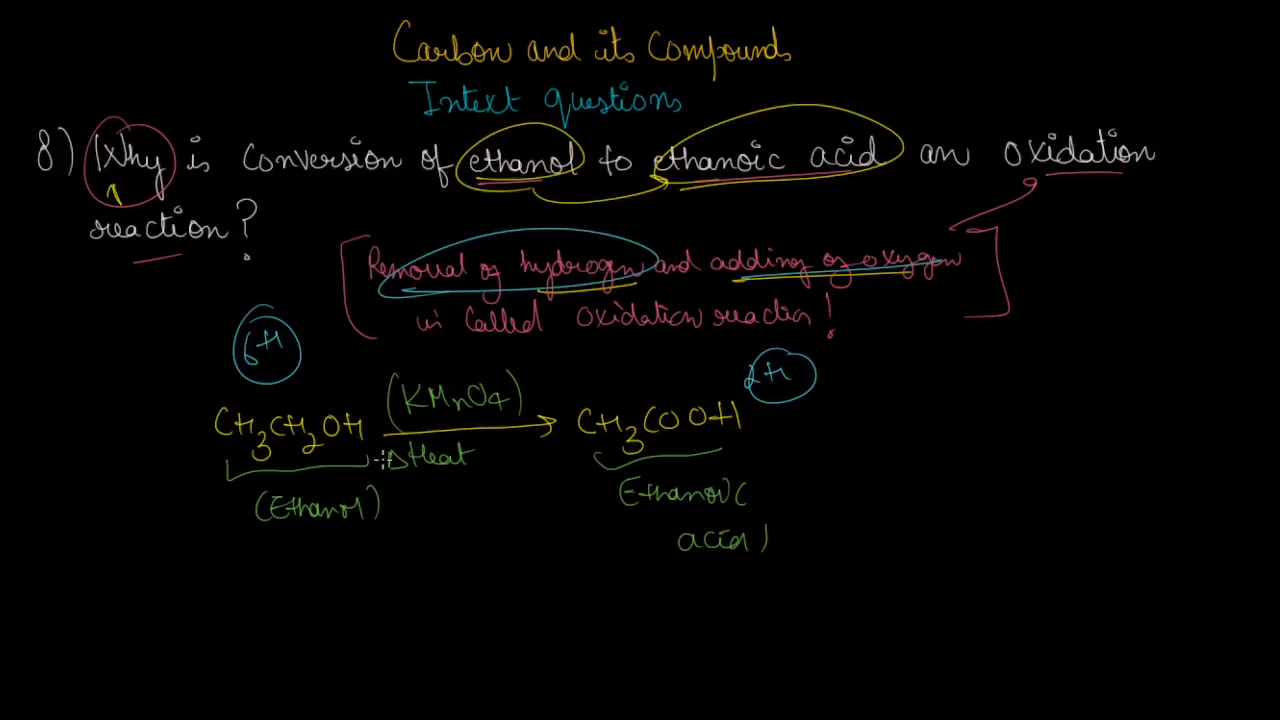 Carbon and its Compounds
Intext questions
8) Why is conversion of ethanol to ethanoic acid an oxidation
reaction?
Removal of hydrogen and adding of oxygen
is called oxidation reaction!
6H
2H
CH3CH2OH (KMnO4) CH3COOH
ΔHeat
(Ethanol) Ethanoic
acid)